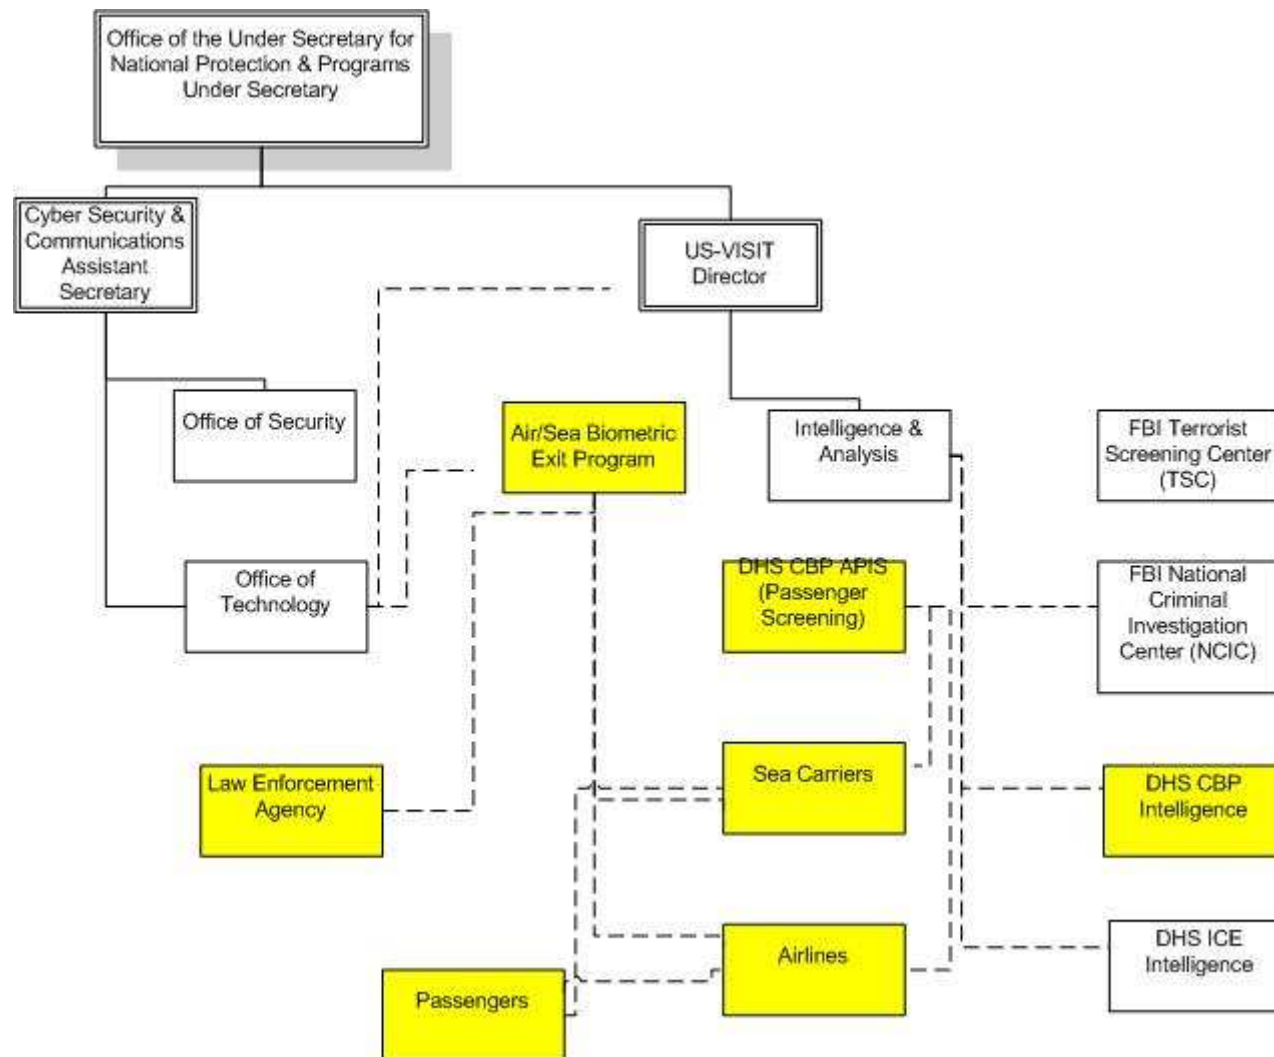 Office of the Under Secretary for
National Protection & Programs
Under Secretary
Cyber Security &
Communications
Assistant
Secretary
US-VISIT
Director
Office of Security
Air/Sea Biometric
Exit Program
Intelligence &
Analysis
FBI Terrorist
Screening Center
(TSC)
Office of
Technology
DHS CBP APIS
(Passenger
Screening)
FBI National
Criminal
Investigation
Center (NCIC)
Law Enforcement
Agency
Sea Carriers
DHS CBP
Intelligence
Passengers
Airlines
DHS ICE
Intelligence